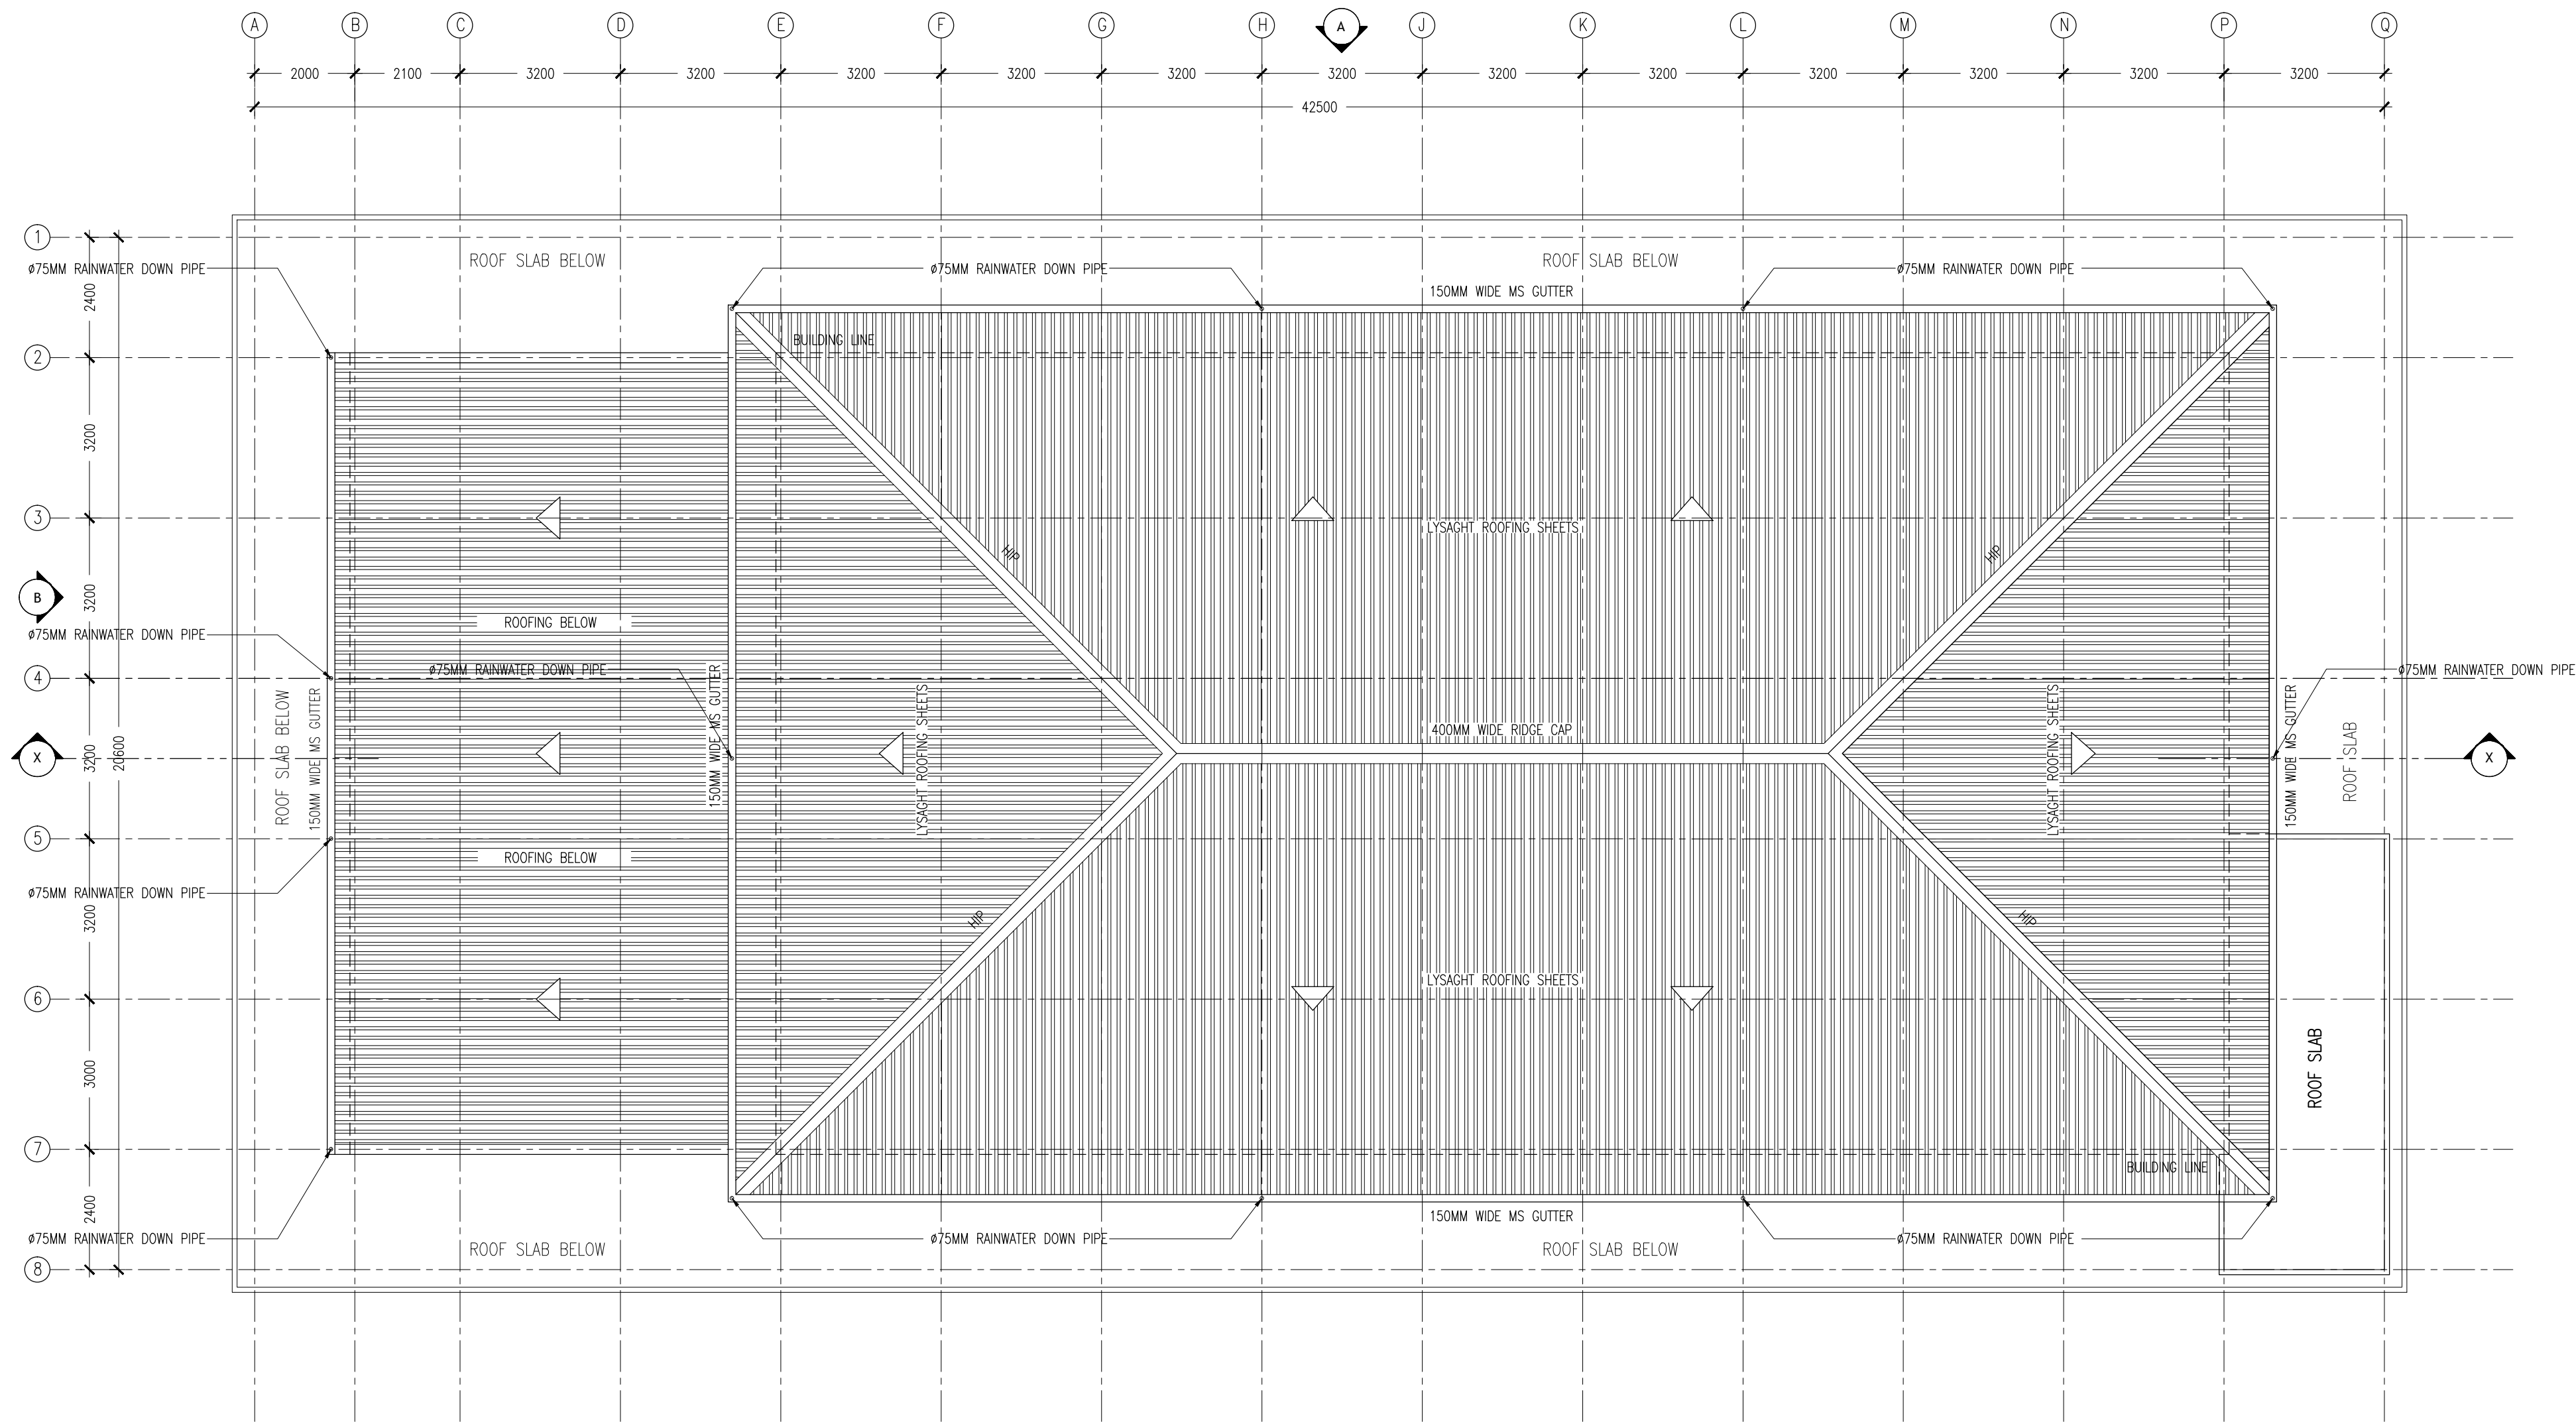 A B C D E F G H A J K L M N P Q
2000 2100 3200 3200 3200 3200 3200 3200 3200 3200 3200 3200 3200 3200
42500
1
ROOF SLAB BELOW
ROOF SLAB BELOW
ø75MM RAINWATER DOWN PIPE
ø75MM RAINWATER DOWN PIPE
ø75MM RAINWATER DOWN PIPE
2400
150MM WIDE MS GUTTER
BUILDING LINE
2
3200
3
LYSAGHT ROOFING SHEETS
HIP
HIP
B
3200
ROOFING BELOW
ø75MM RAINWATER DOWN PIPE
4
ø75MM RAINWATER DOWN PIPE
ø75MM RAINWATER DOWN PIPE
ROOF SLAB BELOW
150MM WIDE MS GUTTER
150MM WIDE MS GUTTER
LYSAGHT ROOFING SHEETS
400MM WIDE RIDGE CAP
LYSAGHT ROOFING SHEETS
150MM WIDE MS GUTTER
ROOF SLAB
X
3200
20600
X
5
ROOFING BELOW
ø75MM RAINWATER DOWN PIPE
3200
HIP
HIP
LYSAGHT ROOFING SHEETS
6
3000
ROOF SLAB
7
BUILDING LINE
2400
150MM WIDE MS GUTTER
ø75MM RAINWATER DOWN PIPE
ø75MM RAINWATER DOWN PIPE
ø75MM RAINWATER DOWN PIPE
ROOF SLAB BELOW
ROOF SLAB BELOW
8